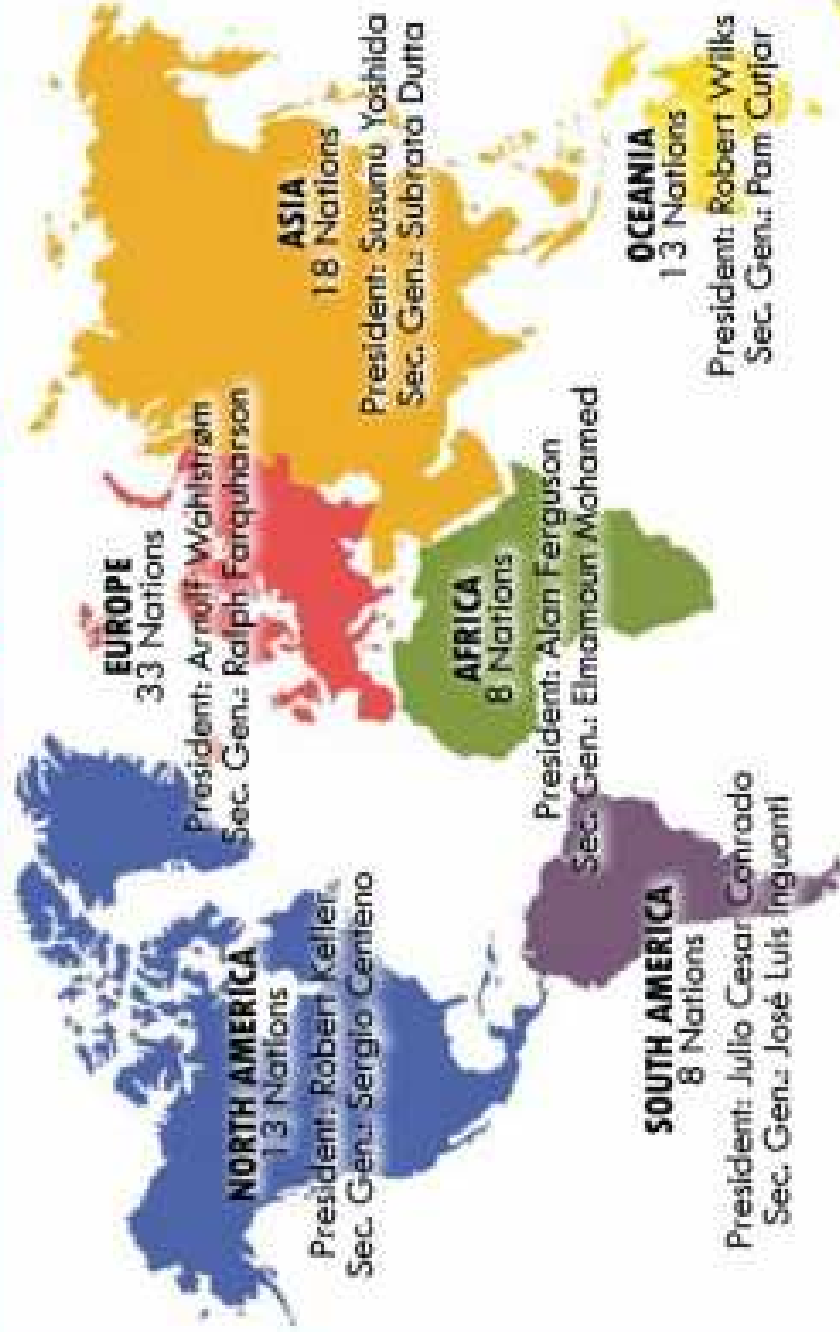 NORTH AMERICA
13 Nations
President: Robert Keller
Sec. Gen.: Sergio Centeno
EUROPE
33 Nations
President: Arnulf Wahlstrøm
Sec. Gen.: Ralph Farquharson
ASIA
18 Nations
President: Susumu Yoshida
Sec. Gen.: Subrata Dutta
AFRICA
8 Nations
President: Alan Ferguson
Sec. Gen.: Elmamoun Mohamed
SOUTH AMERICA
8 Nations
President: Julio Cesar Conrado
Sec. Gen.: José Luis Inguanti
OCEANIA
13 Nations
President: Robert Wilks
Sec. Gen.: Pam Cutjar